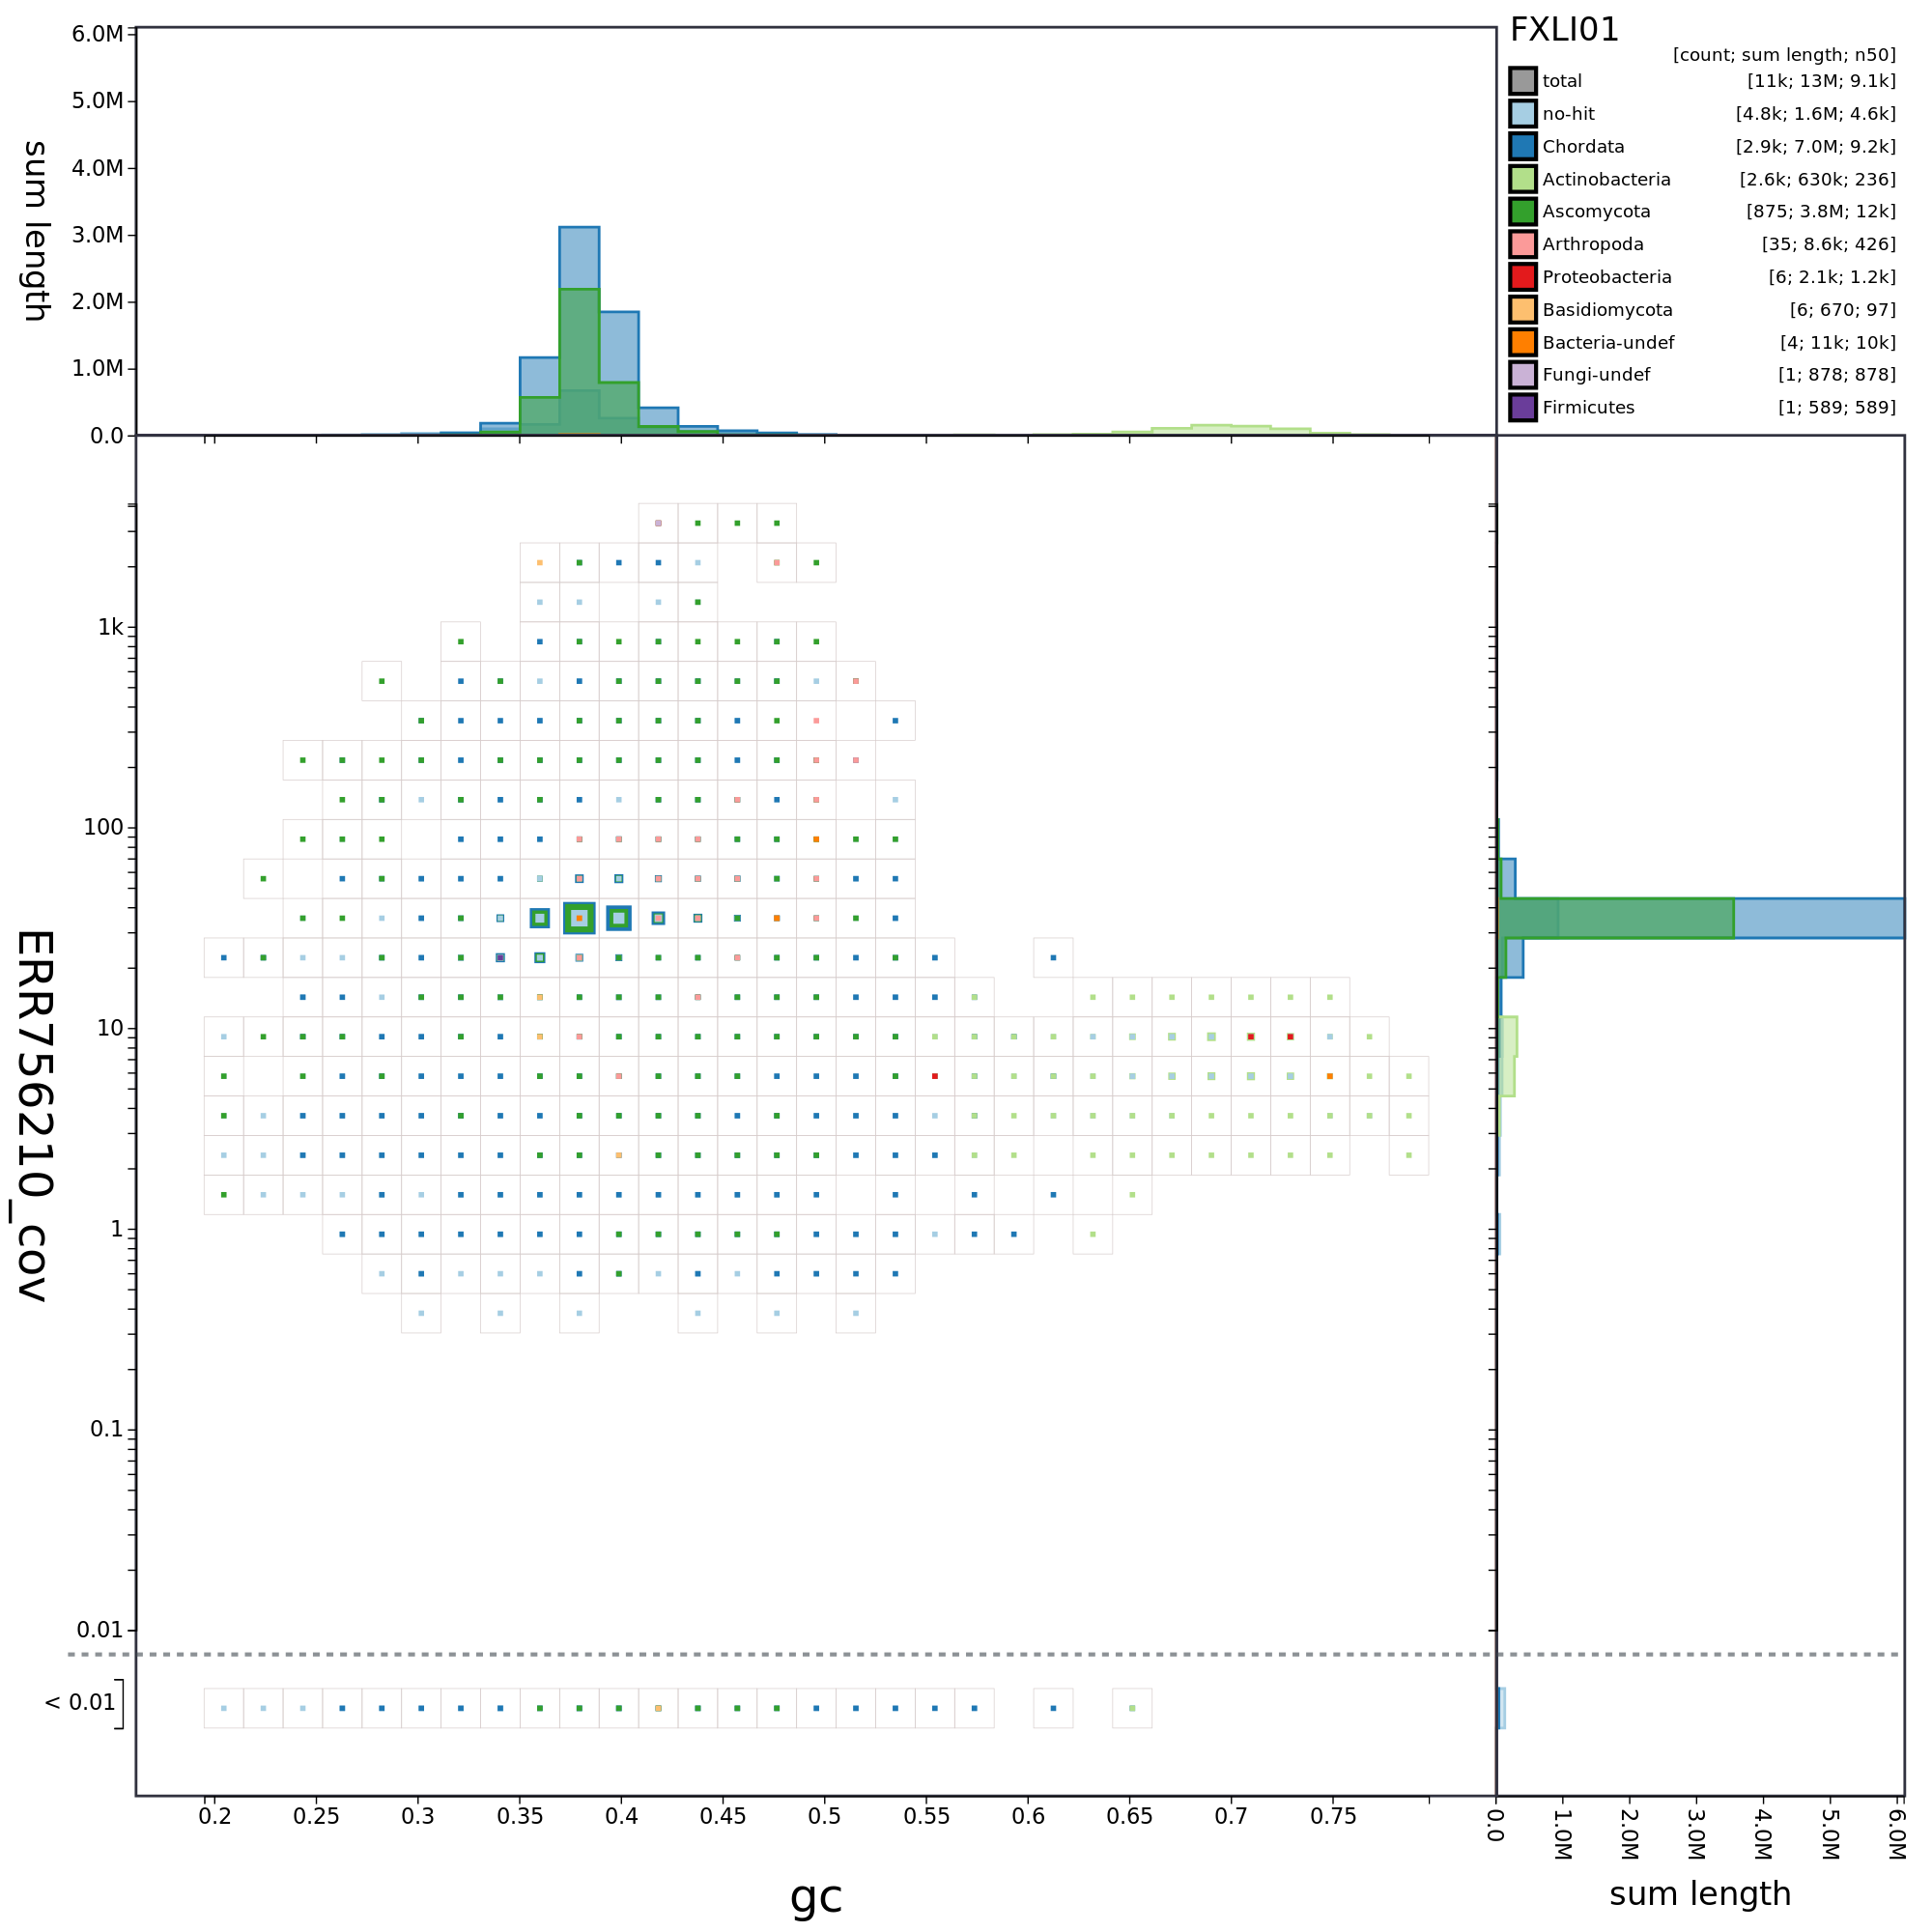 FXLI01
[count; sum length; n50]
total [11k; 13M; 9.1k]
no-hit [4.8k; 1.6M; 4.6k]
Chordata [2.9k; 7.0M; 9.2k]
Actinobacteria [2.6k; 630k; 236]
Ascomycota [875; 3.8M; 12k]
Arthropoda [35; 8.6k; 426]
Proteobacteria [6; 2.1k; 1.2k]
Basidiomycota [6; 670; 97]
Bacteria-undef [4; 11k; 10k]
Fungi-undef [1; 878; 878]
Firmicutes [1; 589; 589]
sum length
6.0M
5.0M
4.0M
3.0M
2.0M
1.0M
0.0
ERR756210_cov
1k
100
10
1
0.1
0.01
< 0.01
0.2 0.25 0.3 0.35 0.4 0.45 0.5 0.55 0.6 0.65 0.7 0.75
gc
0.0 1.0M 2.0M 3.0M 4.0M 5.0M 6.0M
sum length